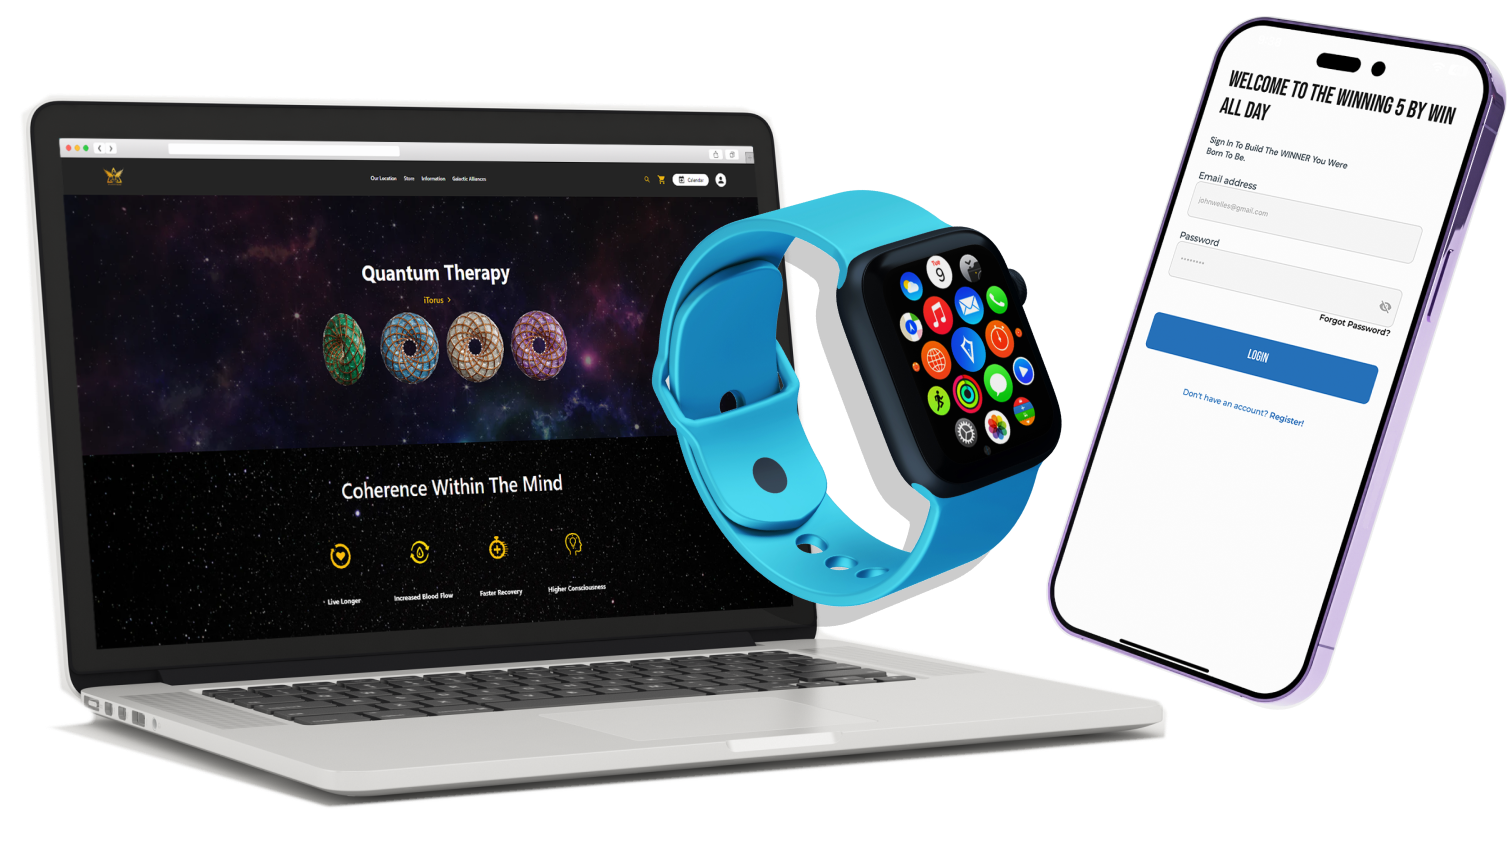 Our Location Store Information Galactic Alliances
Calendar
Quantum Therapy
iTorus >
Coherence Within The Mind
Live Longer
Increased Blood Flow
Faster Recovery
Higher Consciousness
Tue
9
WELCOME TO THE WINNING 5 BY WIN
ALL DAY
Sign In To Build The WINNER You Were
Born To Be.
Email address
johnwelles@gmail.com
Password
********
Forgot Password?
LOGIN
Don't have an account? Register!